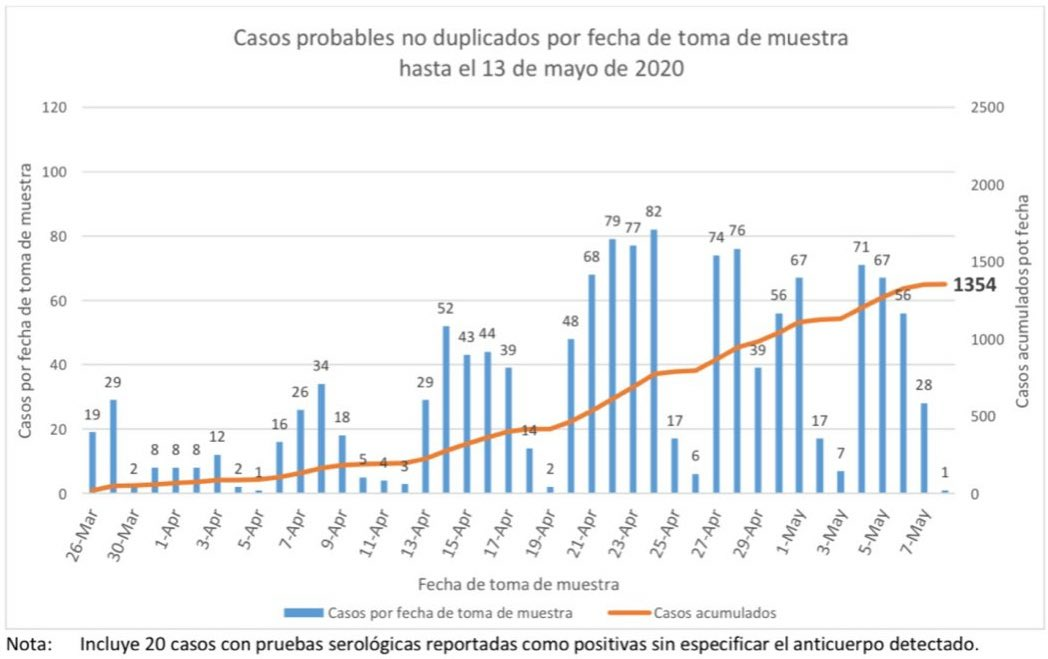 Casos probables no duplicados por fecha de toma de muestra
hasta el 13 de mayo de 2020
Casos por fecha de toma de muestra
120
100
80
60
40
20
0
19
29
2
8
8
8
12
2
1
16
26
34
18
5
4
3
29
52
43
44
39
14
2
48
68
79
77
82
17
6
74
76
39
56
67
17
7
71
67
56
28
1
1354
2500
2000
1500
1000
500
0
Casos acumulados pot fecha
26-Mar
30-Mar
1-Apr
3-Apr
5-Apr
7-Apr
9-Apr
11-Apr
13-Apr
15-Apr
17-Apr
19-Apr
21-Apr
23-Apr
25-Apr
27-Apr
29-Apr
1-May
3-May
5-May
7-May
Fecha de toma de muestra
Casos por fecha de toma de muestra
Casos acumulados
Nota: Incluye 20 casos con pruebas serológicas reportadas como positivas sin especificar el anticuerpo detectado.